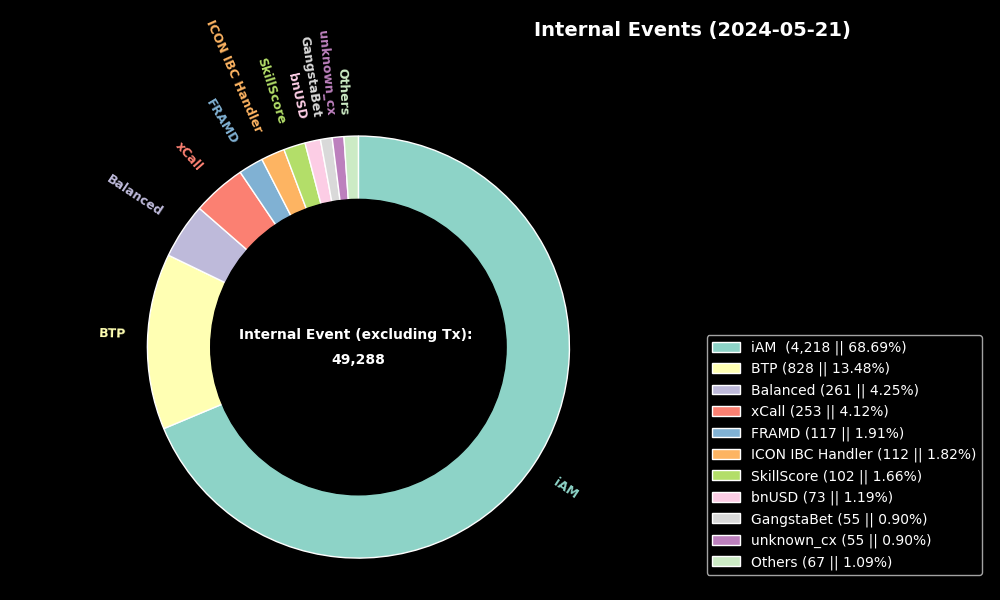 Internal Events (2024-05-21)
ICON IBC Handler
SkillScore
bnUSD
GangstaBet
unknown_cx
Others
FRAMD
xCall
Balanced
BTP
iAM
Internal Event (excluding Tx):
49,288
iAM  (4,218 || 68.69%)
BTP (828 || 13.48%)
Balanced (261 || 4.25%)
xCall (253 || 4.12%)
FRAMD (117 || 1.91%)
ICON IBC Handler (112 || 1.82%)
SkillScore (102 || 1.66%)
bnUSD (73 || 1.19%)
GangstaBet (55 || 0.90%)
unknown_cx (55 || 0.90%)
Others (67 || 1.09%)